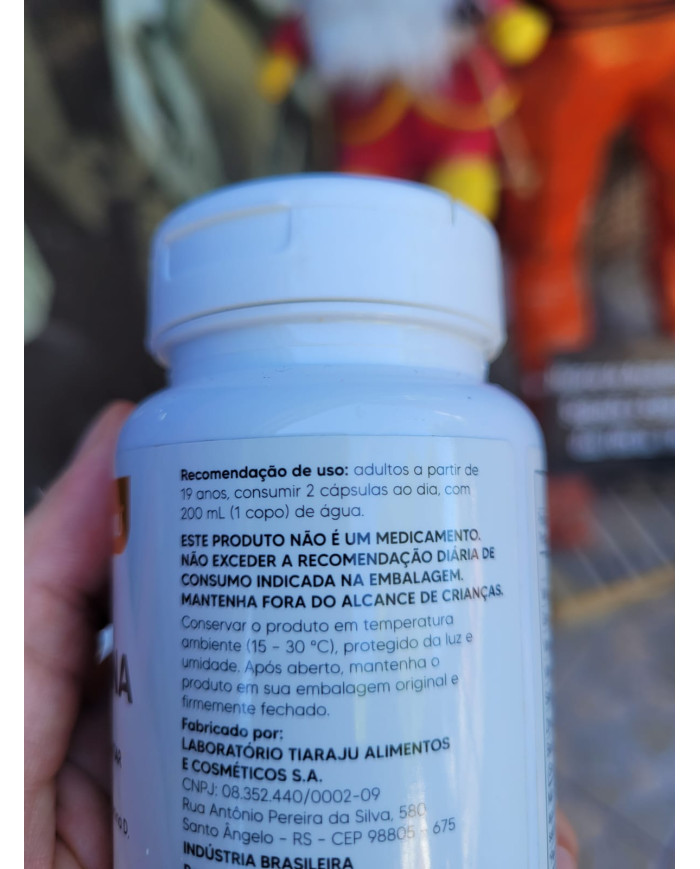 Recomendação de uso: adultos a partir de
19 anos, consumir 2 cápsulas ao dia, com
200 mL (1 copo) de água.
ESTE PRODUTO NÃO É UM MEDICAMENTO.
NÃO EXCEDER A RECOMENDAÇÃO DIÁRIA DE
CONSUMO INDICADA NA EMBALAGEM.
MANTENHA FORA DO ALCANCE DE CRIANÇAS.
Conservar o produto em temperatura
ambiente (15 - 30 °C), protegido da luz e
umidade. Após aberto, mantenha o
produto em sua embalagem original e
firmemente fechado.
Fabricado por:
LABORATÓRIO TIARAJU ALIMENTOS
E COSMÉTICOS S.A.
CNPJ: 08.352.440/0002-09
Rua Antônio Pereira da Silva, 580
Santo Ângelo - RS - CEP 98805 - 675
INDÚSTRIA BRASILEIRA